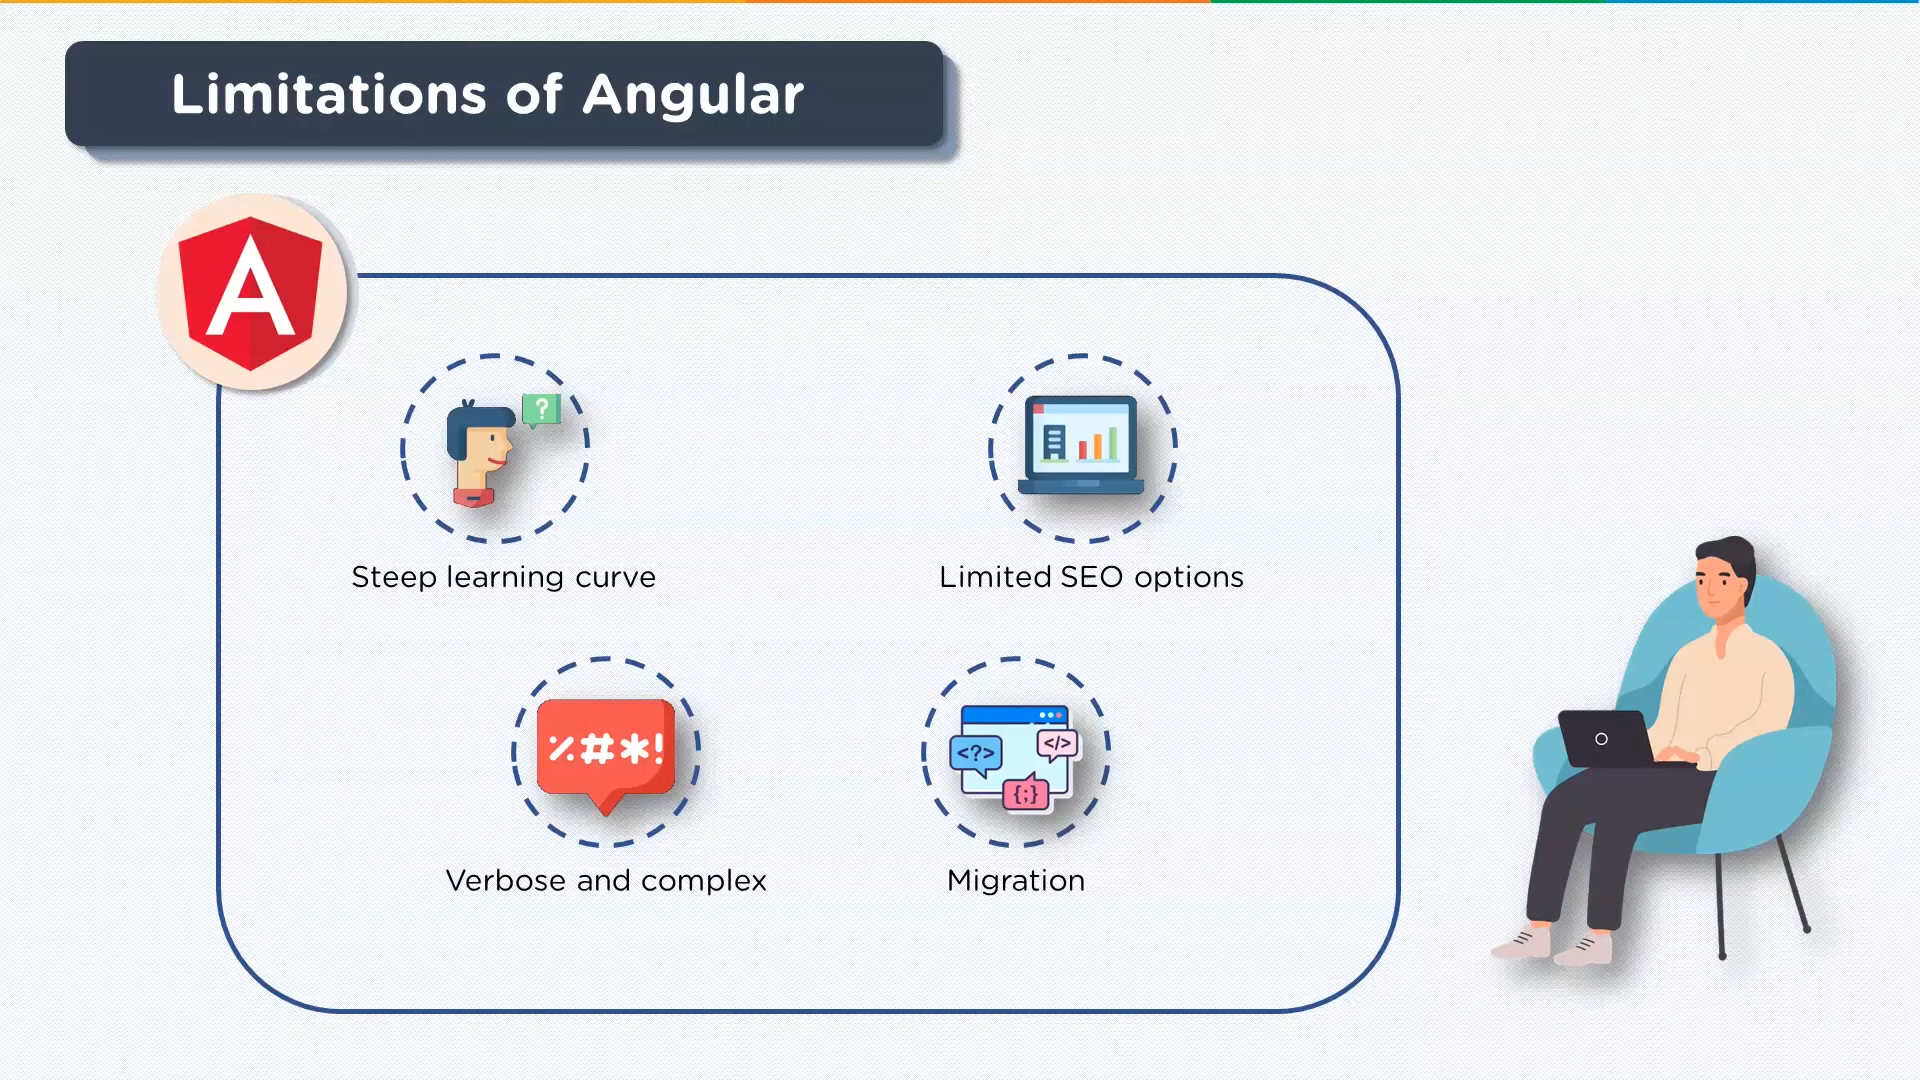 Limitations of Angular
A
?
Steep learning curve
Limited SEO options
%#*!
<?>
</>
{;}
Verbose and complex
Migration